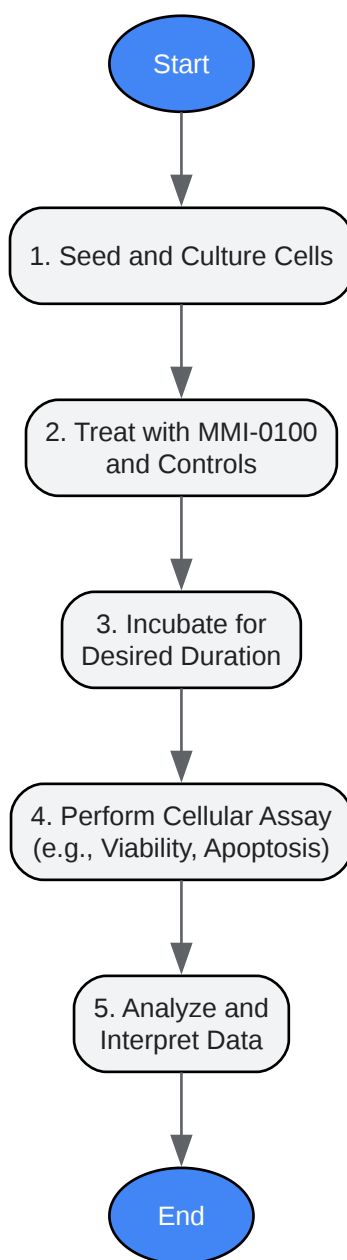 Start
1. Seed and Culture Cells
2. Treat with MMI-0100
and Controls
3. Incubate for
Desired Duration
4. Perform Cellular Assay
(e.g., Viability, Apoptosis)
5. Analyze and
Interpret Data
End